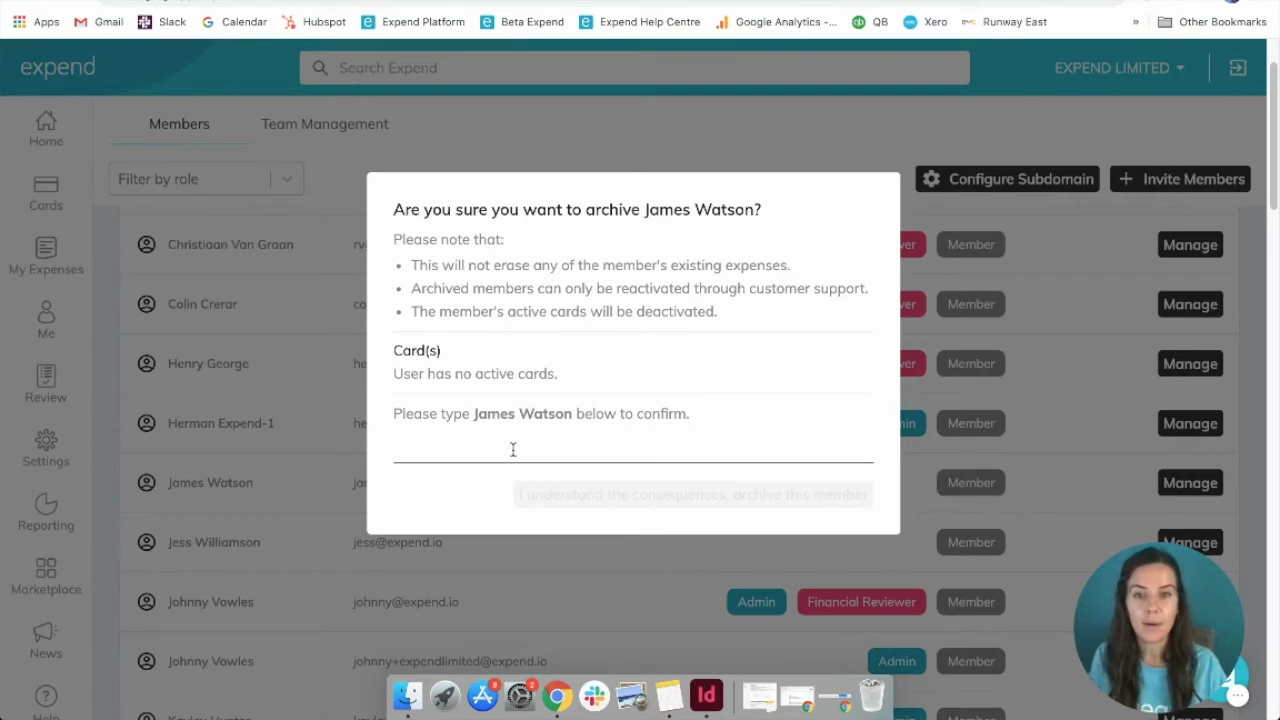 Apps Gmail Slack Calendar Hubspot Expend Platform Beta Expend Expend Help Centre Google Analytics -... QB Xero Runway East » Other Bookmarks
expend Search Expend EXPEND LIMITED
Home
Cards
My Expenses
Me
Review
Settings
Reporting
Marketplace
News
Help
Members Team Management
Filter by role Configure Subdomain + Invite Members
Christiaan Van Graan Member Manage
Colin Crerar Member Manage
Henry George Member Manage
Herman Expend-1 Member Manage
James Watson Member Manage
Jess Williamson jess@expend.io Member Manage
Johnny Vowles johnny@expend.io Admin Financial Reviewer Member
Johnny Vowles johnny+expendlimited@expend.io Admin Member
Kayley Hunter
Are you sure you want to archive James Watson?
Please note that:
• This will not erase any of the member's existing expenses.
• Archived members can only be reactivated through customer support.
• The member's active cards will be deactivated.
Card(s)
User has no active cards.
Please type James Watson below to confirm.
I understand the consequences, archive this member
8 2 Id